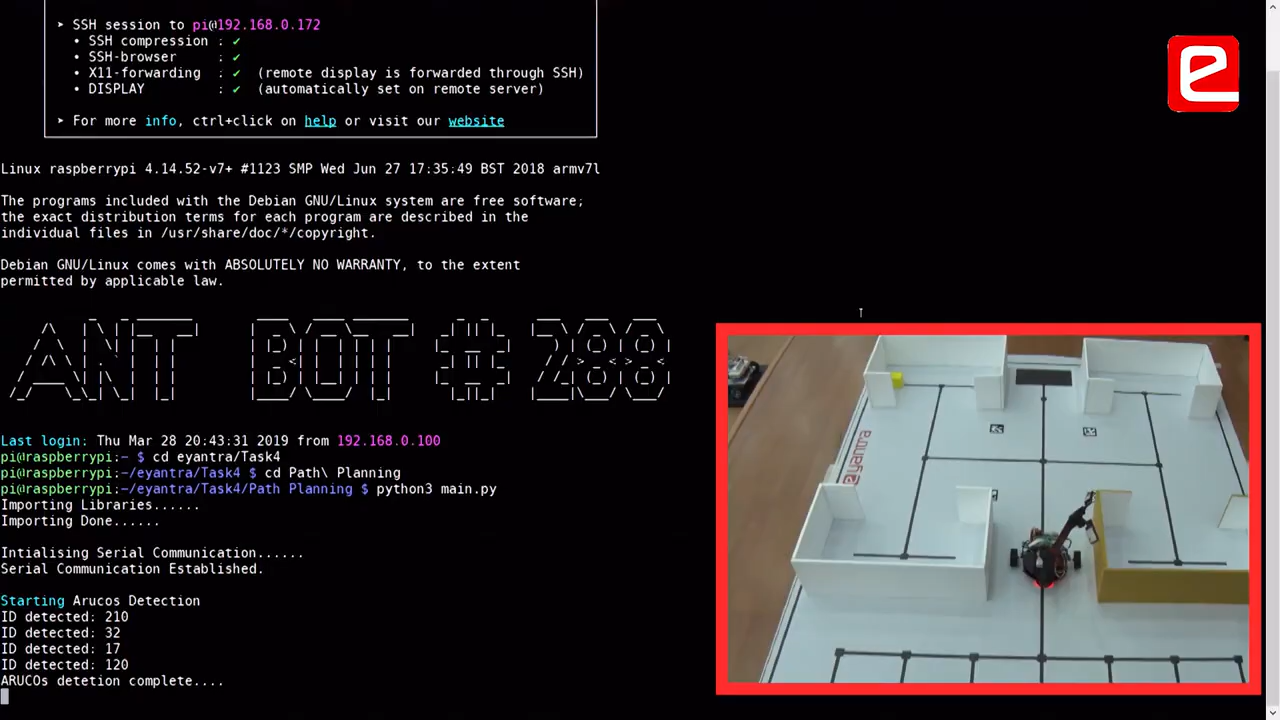 ➤ SSH session to pi@192.168.0.172
• SSH compression : ✔
• SSH-browser : ✔
• X11-forwarding : ✔ (remote display is forwarded through SSH)
• DISPLAY : ✔ (automatically set on remote server)
➤ For more info, ctrl+click on help or visit our website
Linux raspberrypi 4.14.52-v7+ #1123 SMP Wed Jun 27 17:35:49 BST 2018 armv7l
The programs included with the Debian GNU/Linux system are free software;
the exact distribution terms for each program are described in the
individual files in /usr/share/doc/*/copyright.
Debian GNU/Linux comes with ABSOLUTELY NO WARRANTY, to the extent
permitted by applicable law.
ANT BOT # 288
Last login: Thu Mar 28 20:43:31 2019 from 192.168.0.100
pi@raspberrypi:~ $ cd eyantra/Task4
pi@raspberrypi:~/eyantra/Task4 $ cd Path\ Planning
pi@raspberrypi:~/eyantra/Task4/Path Planning $ python3 main.py
Importing Libraries......
Importing Done......
Intialising Serial Communication......
Serial Communication Established.
Starting Arucos Detection
ID detected: 210
ID detected: 32
ID detected: 17
ID detected: 120
ARUCOs detetion complete....
e
eyantra